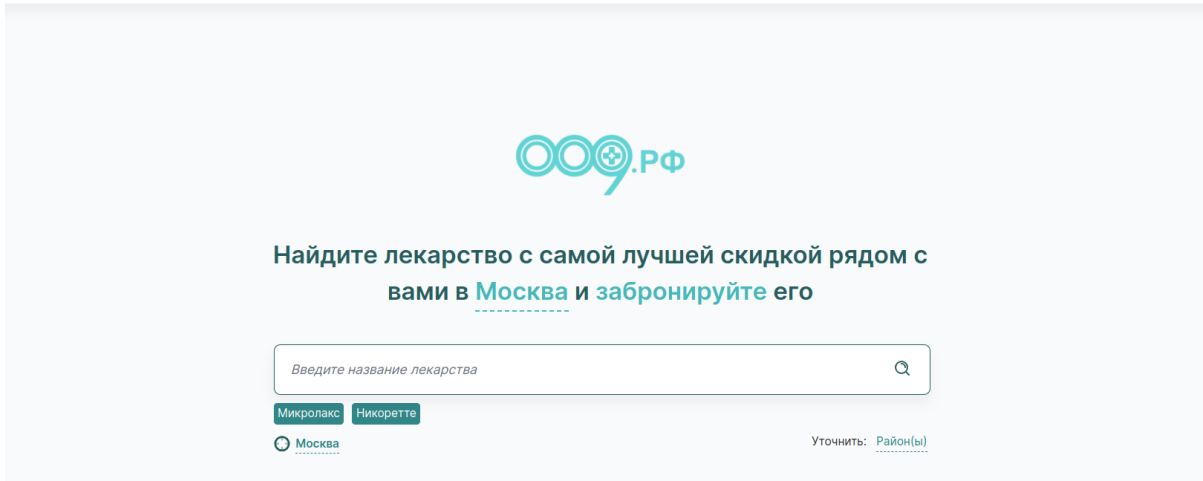 009.РФ
Найдите лекарство с самой лучшей скидкой рядом с
вами в Москва и забронируйте его
Введите название лекарства
Микролакс Никоретте
Москва Уточнить: Район(ы)